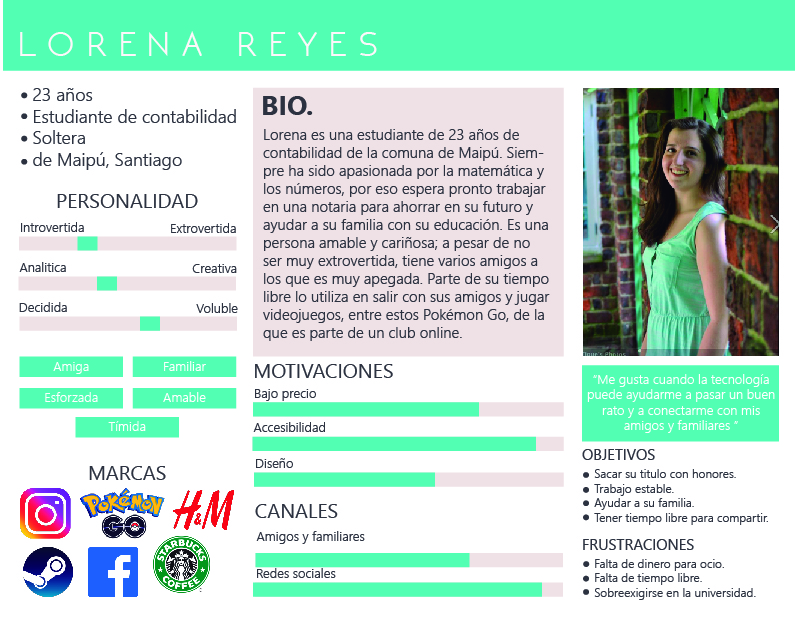 LORENA REYES
• 23 años
• Estudiante de contabilidad
• Soltera
• de Maipú, Santiago
PERSONALIDAD
Introvertida Extrovertida
Analitica Creativa
Decidida Voluble
Amiga Familiar
Esforzada Amable
Tímida
MARCAS
POKÉMON GO
H&M
STARBUCKS COFFEE
BIO.
Lorena es una estudiante de 23 años de
contabilidad de la comuna de Maipú. Siem-
pre ha sido apasionada por la matemática y
los números, por eso espera pronto trabajar
en una notaria para ahorrar en su futuro y
ayudar a su familia con su educación. Es una
persona amable y cariñosa; a pesar de no
ser muy extrovertida, tiene varios amigos a
los que es muy apegada. Parte de su tiempo
libre lo utiliza en salir con sus amigos y jugar
videojuegos, entre estos Pokémon Go, de la
que es parte de un club online.
MOTIVACIONES
Bajo precio
Accesibilidad
Diseño
CANALES
Amigos y familiares
Redes sociales
"Me gusta cuando la tecnología
puede ayudarme a pasar un buen
rato y a conectarme con mis
amigos y familiares "
OBJETIVOS
• Sacar su titulo con honores.
• Trabajo estable.
• Ayudar a su familia.
• Tener tiempo libre para compartir.
FRUSTRACIONES
• Falta de dinero para ocio.
• Falta de tiempo libre.
• Sobreexigirse en la universidad.